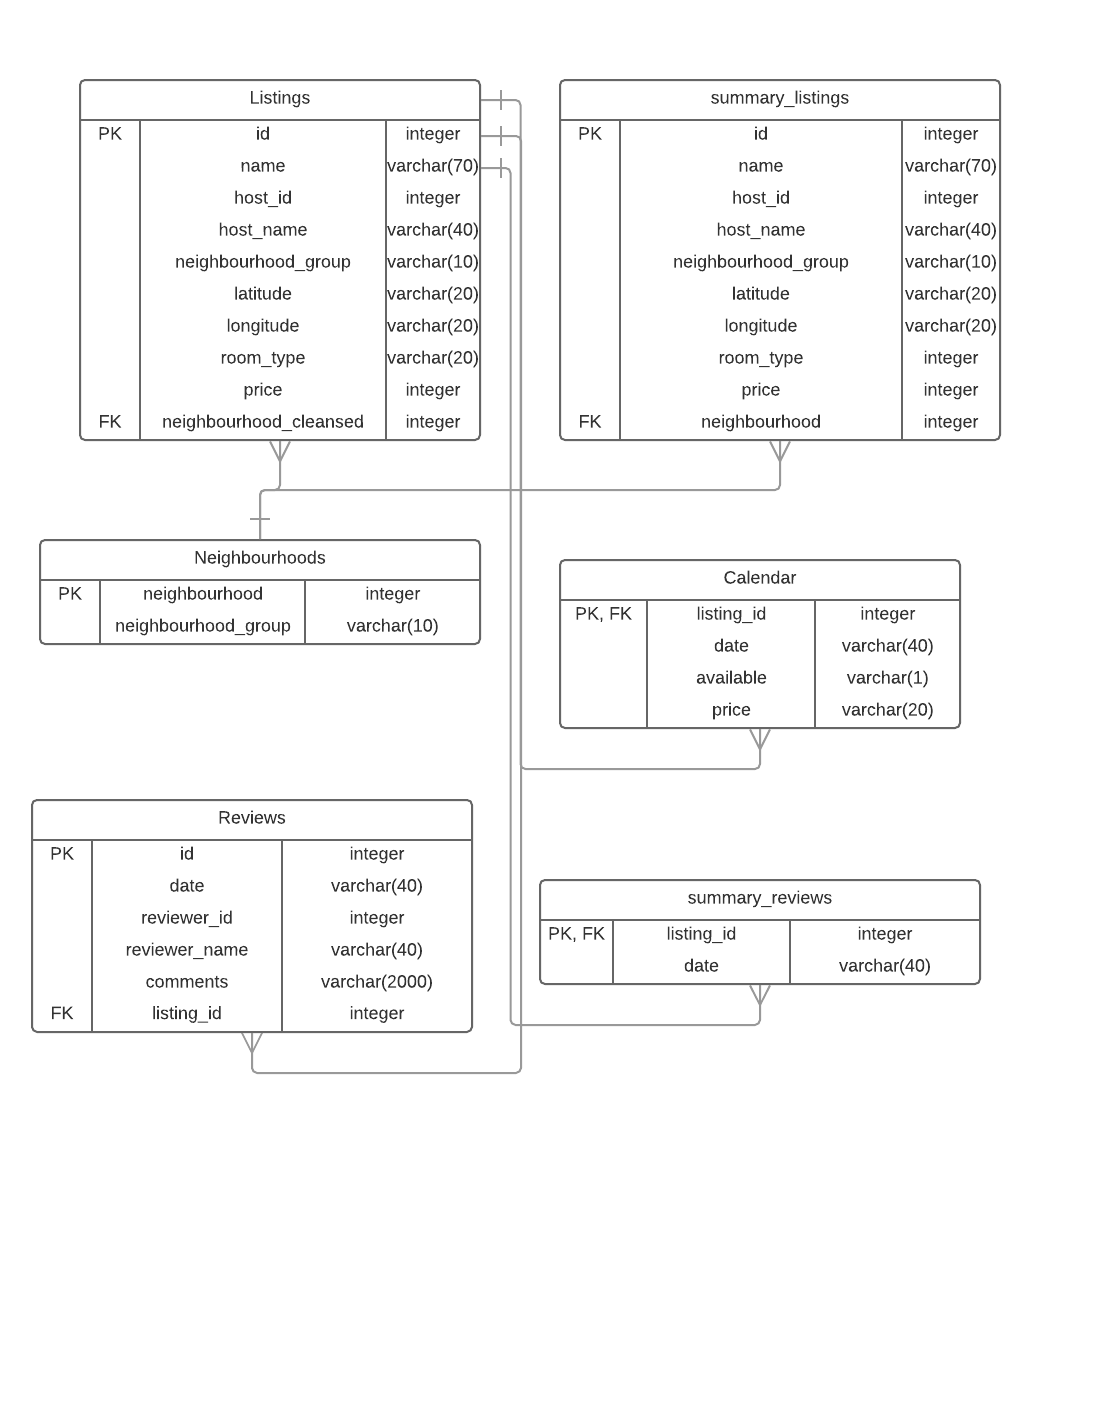 Listings
PK id integer
name varchar(70)
host_id integer
host_name varchar(40)
neighbourhood_group varchar(10)
latitude varchar(20)
longitude varchar(20)
room_type varchar(20)
price integer
FK neighbourhood_cleansed integer
summary_listings
PK id integer
name varchar(70)
host_id integer
host_name varchar(40)
neighbourhood_group varchar(10)
latitude varchar(20)
longitude varchar(20)
room_type integer
price integer
FK neighbourhood integer
Neighbourhoods
PK neighbourhood integer
neighbourhood_group varchar(10)
Calendar
PK, FK listing_id integer
date varchar(40)
available varchar(1)
price varchar(20)
Reviews
PK id integer
date varchar(40)
reviewer_id integer
reviewer_name varchar(40)
comments varchar(2000)
FK listing_id integer
summary_reviews
PK, FK listing_id integer
date varchar(40)